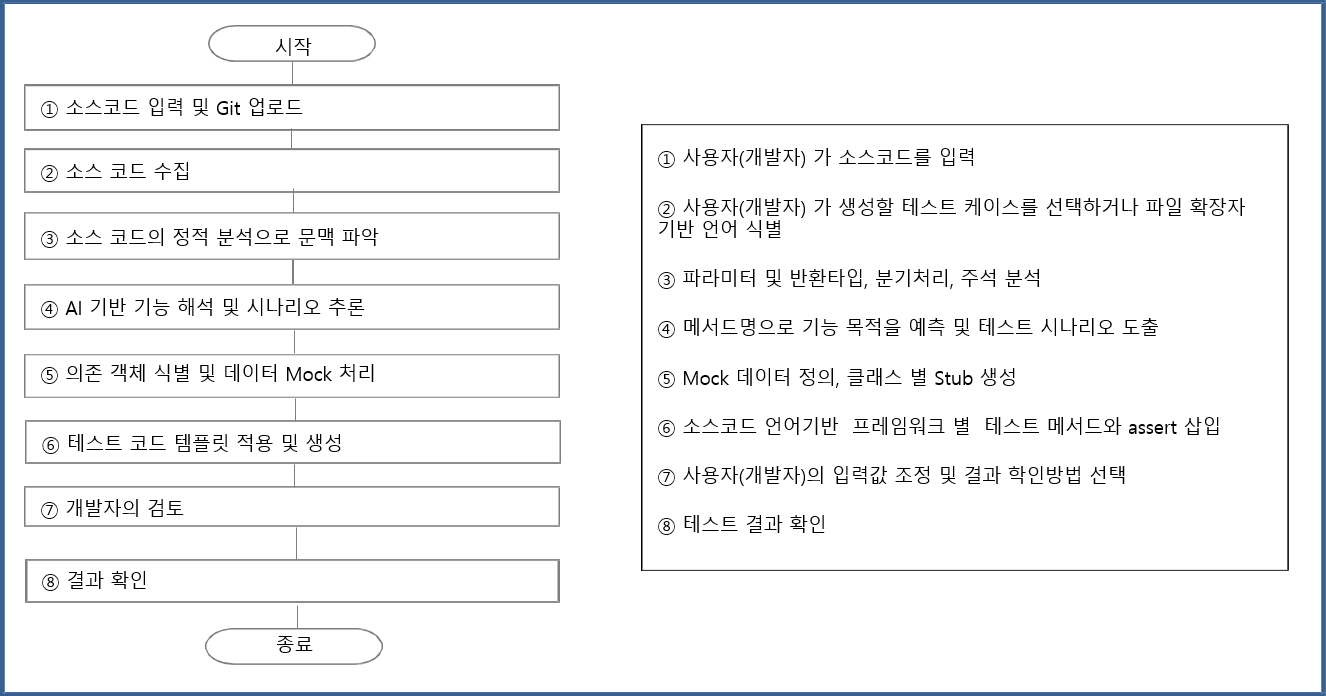 시작
① 소스코드 입력 및 Git 업로드
② 소스 코드 수집
③ 소스 코드의 정적 분석으로 문맥 파악
④ AI 기반 기능 해석 및 시나리오 추론
⑤ 의존 객체 식별 및 데이터 Mock 처리
⑥ 테스트 코드 템플릿 적용 및 생성
⑦ 개발자의 검토
⑧ 결과 확인
종료
① 사용자(개발자) 가 소스코드를 입력
② 사용자(개발자) 가 생성할 테스트 케이스를 선택하거나 파일 확장자
기반 언어 식별
③ 파라미터 및 반환타입, 분기처리, 주석 분석
④ 메서드명으로 기능 목적을 예측 및 테스트 시나리오 도출
⑤ Mock 데이터 정의, 클래스 별 Stub 생성
⑥ 소스코드 언어기반 프레임워크 별 테스트 메서드와 assert 삽입
⑦ 사용자(개발자)의 입력값 조정 및 결과 학인방법 선택
⑧ 테스트 결과 확인